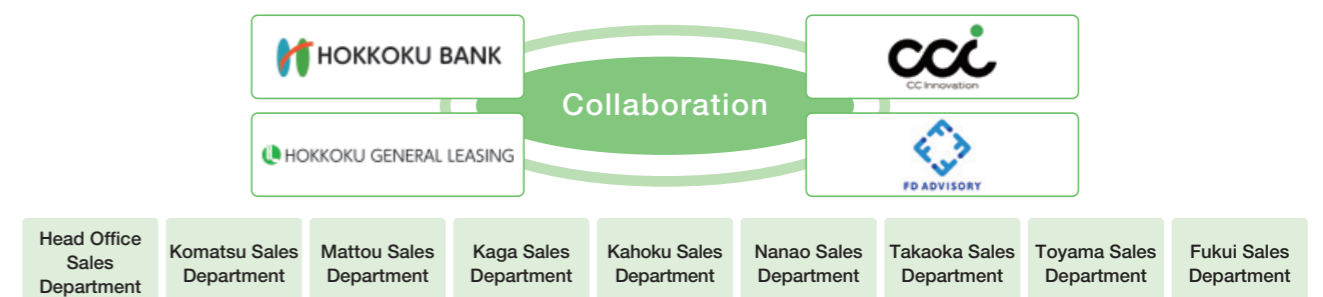 HOKKOKU BANK
cci
CC Innovation
Collaboration
HOKKOKU GENERAL LEASING
FD ADVISORY
Head Office
Sales
Department
Komatsu Sales
Department
Mattou Sales
Department
Kaga Sales
Department
Kahoku Sales
Department
Nanao Sales
Department
Takaoka Sales
Department
Toyama Sales
Department
Fukui Sales
Department